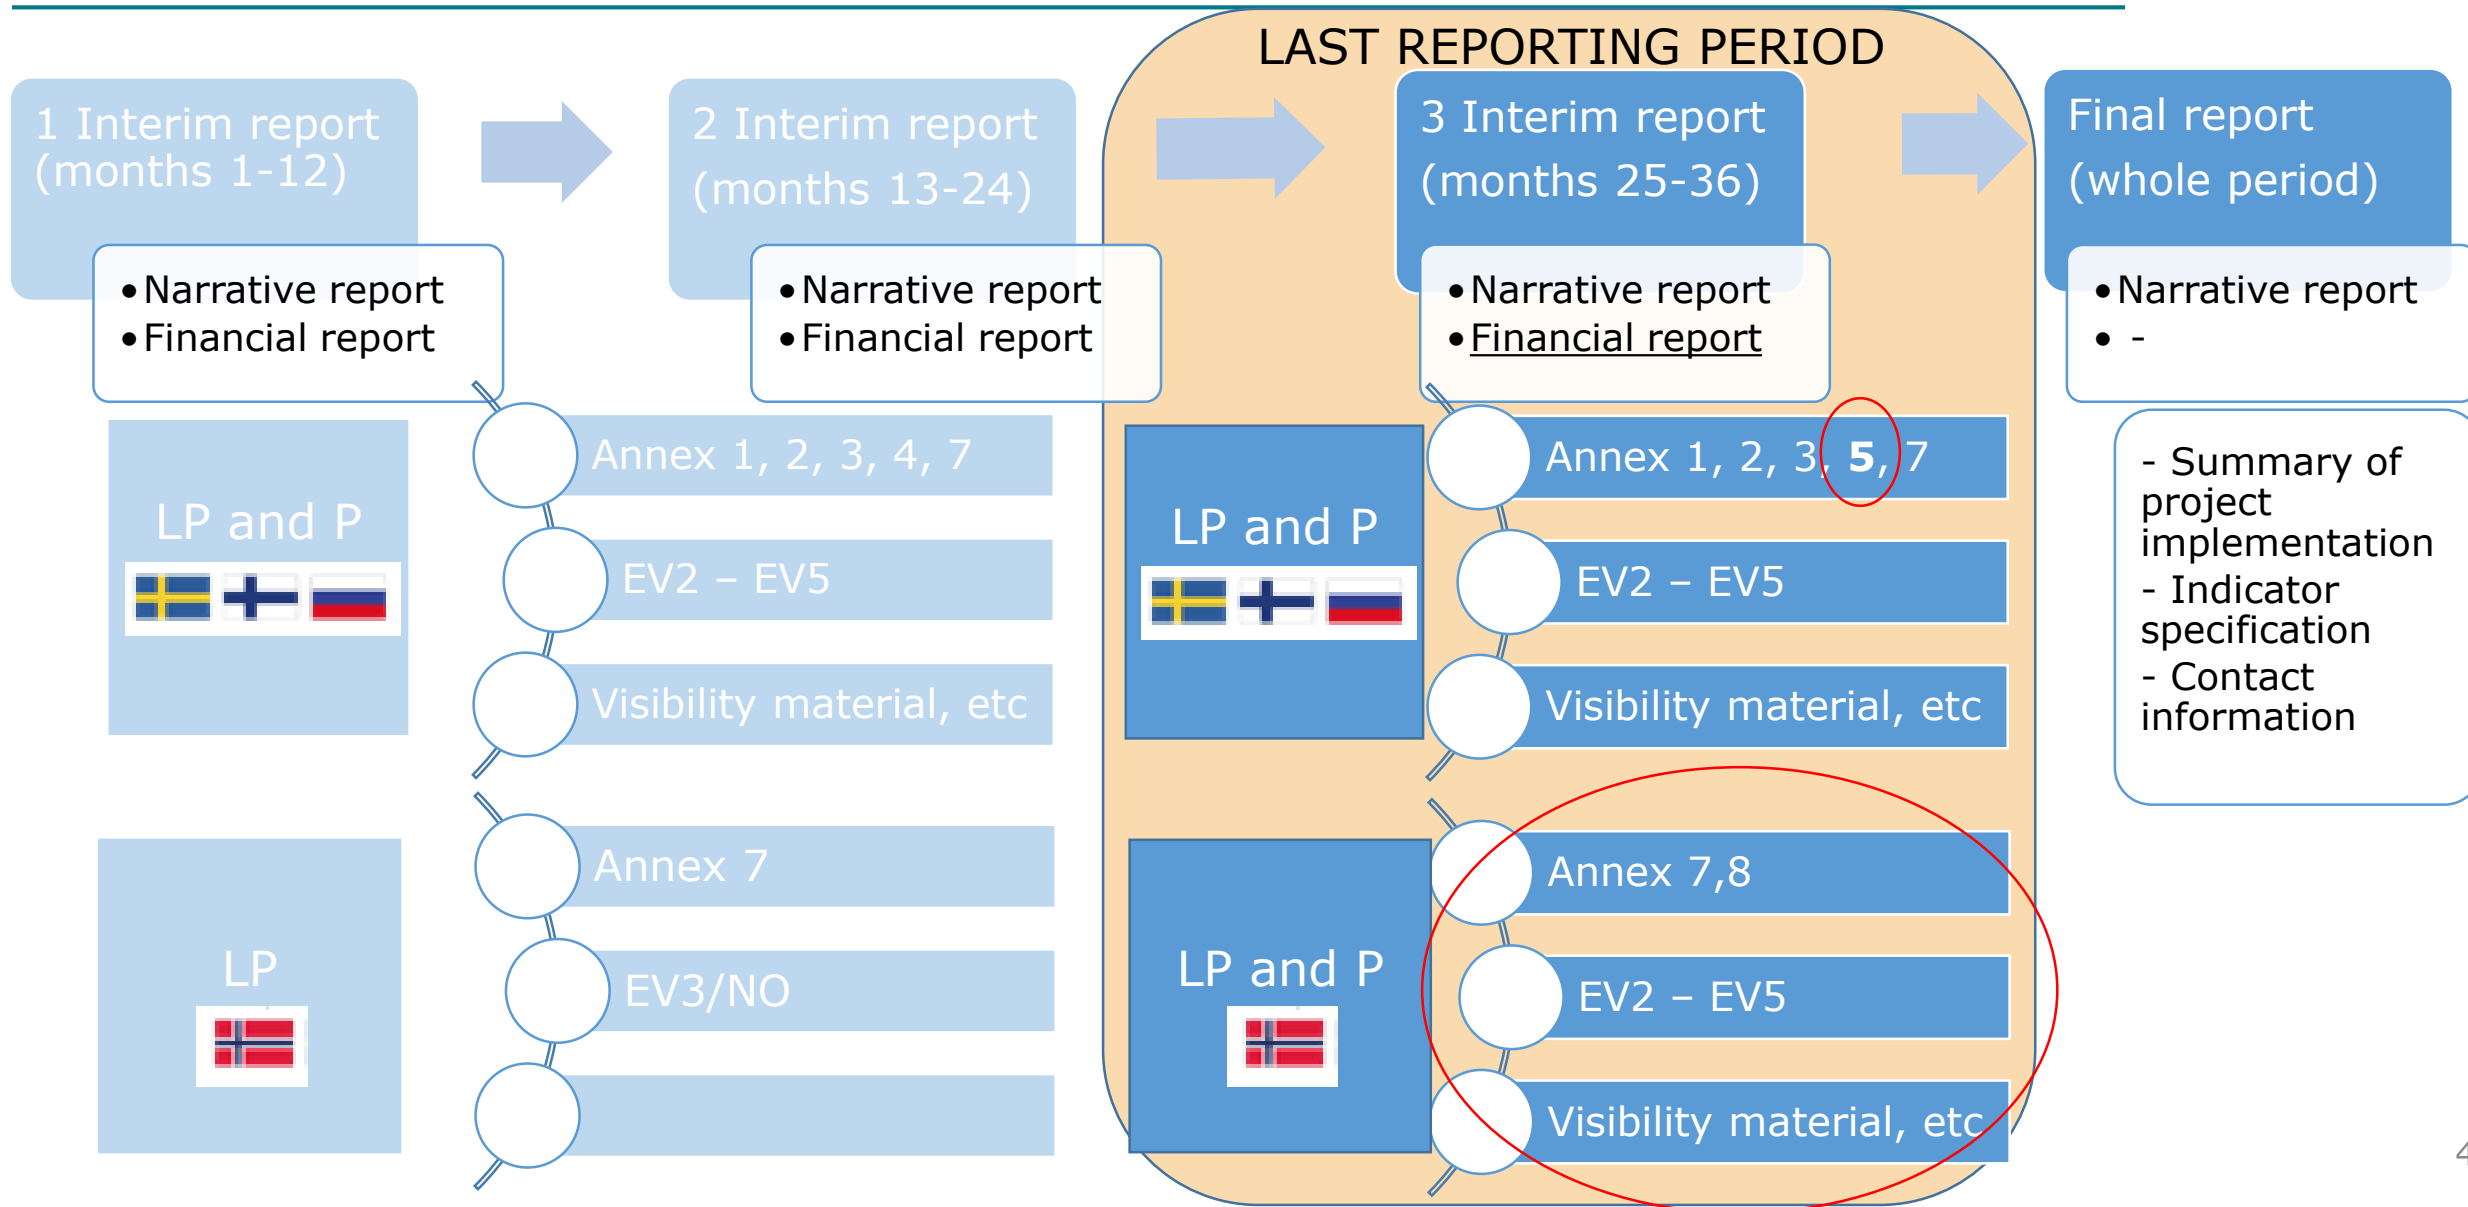 LAST REPORTING PERIOD
1 Interim report
(months 1-12)
•Narrative report
•Financial report
2 Interim report
(months 13-24)
•Narrative report
•Financial report
3 Interim report
(months 25-36)
•Narrative report
•Financial report
Final report
(whole period)
•Narrative report
• -
LP and P
Annex 1, 2, 3, 4, 7
EV2 – EV5
Visibility material, etc
LP
Annex 7
EV3/NO
LP and P
Annex 1, 2, 3, 5, 7
EV2 – EV5
Visibility material, etc
LP and P
Annex 7,8
EV2 – EV5
Visibility material, etc
- Summary of
project
implementation
- Indicator
specification
- Contact
information
4